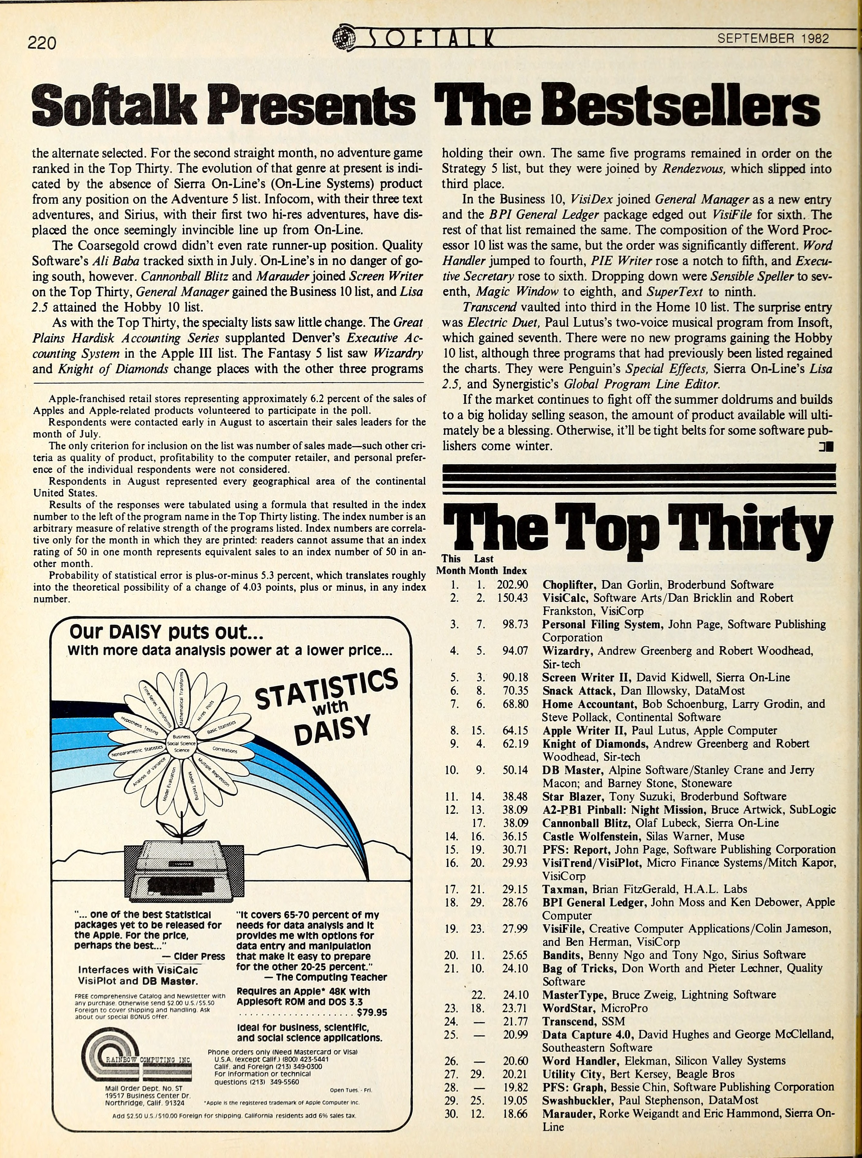 220
SOFTALK
SEPTEMBER 1982
Softalk Presents The Bestsellers
the alternate selected. For the second straight month, no adventure game
ranked in the Top Thirty. The evolution of that genre at present is indi-
cated by the absence of Sierra On-Line's (On-Line Systems) product
from any position on the Adventure 5 list. Infocom, with their three text
adventures, and Sirius, with their first two hi-res adventures, have dis-
placed the once seemingly invincible line up from On-Line.
The Coarsegold crowd didn't even rate runner-up position. Quality
Software's Ali Baba tracked sixth in July. On-Line's in no danger of go-
ing south, however. Cannonball Blitz and Marauder joined Screen Writer
on the Top Thirty, General Manager gained the Business 10 list, and Lisa
2.5 attained the Hobby 10 list.
As with the Top Thirty, the specialty lists saw little change. The Great
Plains Hardisk Accounting Series supplanted Denver's Executive Ac-
counting System in the Apple III list. The Fantasy 5 list saw Wizardry
and Knight of Diamonds change places with the other three programs
Apple-franchised retail stores representing approximately 6.2 percent of the sales of
Apples and Apple-related products volunteered to participate in the poll.
Respondents were contacted early in August to ascertain their sales leaders for the
month of July.
The only criterion for inclusion on the list was number of sales made—such other cri-
teria as quality of product, profitability to the computer retailer, and personal prefer-
ence of the individual respondents were not considered.
Respondents in August represented every geographical area of the continental
United States.
Results of the responses were tabulated using a formula that resulted in the index
number to the left of the program name in the Top Thirty listing. The index number is an
arbitrary measure of relative strength of the programs listed. Index numbers are correla-
tive only for the month in which they are printed: readers cannot assume that an index
rating of 50 in one month represents equivalent sales to an index number of 50 in an-
other month.
Probability of statistical error is plus-or-minus 5.3 percent, which translates roughly
into the theoretical possibility of a change of 4.03 points, plus or minus, in any index
number.
Our DAISY puts out...
With more data analysis power at a lower price...
STATISTICS
with
DAISY
Hi-res Plots
Basic Statistics
Correlations
Multiple Regression
Model Testing
Model Evaluation
Analysis of Variance
Nonparametric Statistics
Hypothesis Testing
Mathematical Transforms
Business
Social Science
Science
"... one of the best Statistical
packages yet to be released for
the Apple. For the price,
perhaps the best..."
— Cider Press
Interfaces with VisiCalc
VisiPlot and DB Master.
FREE comprehensive Catalog and Newsletter with
any purchase. Otherwise send $2.00 U.S./$5.50
Foreign to cover shipping and handling. Ask
about our special BONUS offer.
"It covers 65-70 percent of my
needs for data analysis and it
provides me with options for
data entry and manipulation
that make it easy to prepare
for the other 20-25 percent."
— The Computing Teacher
Requires an Apple* 48K with
Applesoft ROM and DOS 3.3
...................... $79.95
Ideal for business, scientific,
and social science applications.
RAINBOW COMPUTING INC.
Mail Order Dept. No. ST
19517 Business Center Dr.
Northridge, Calif. 91324
Phone orders only (Need Mastercard or Visa)
U.S.A. (except Calif.) (800) 423-5441
Calif. and Foreign (213) 349-0300
For information or technical
questions (213) 349-5560
Open Tues. - Fri.
*Apple is the registered trademark of Apple Computer Inc.
Add $2.50 U.S./$10.00 Foreign for shipping. California residents add 6% sales tax.
holding their own. The same five programs remained in order on the
Strategy 5 list, but they were joined by Rendezvous, which slipped into
third place.
In the Business 10, VisiDex joined General Manager as a new entry
and the BPI General Ledger package edged out VisiFile for sixth. The
rest of that list remained the same. The composition of the Word Proc-
essor 10 list was the same, but the order was significantly different. Word
Handler jumped to fourth, PIE Writer rose a notch to fifth, and Execu-
tive Secretary rose to sixth. Dropping down were Sensible Speller to sev-
enth, Magic Window to eighth, and SuperText to ninth.
Transcend vaulted into third in the Home 10 list. The surprise entry
was Electric Duet, Paul Lutus's two-voice musical program from Insoft,
which gained seventh. There were no new programs gaining the Hobby
10 list, although three programs that had previously been listed regained
the charts. They were Penguin's Special Effects, Sierra On-Line's Lisa
2.5, and Synergistic's Global Program Line Editor.
If the market continues to fight off the summer doldrums and builds
to a big holiday selling season, the amount of product available will ulti-
mately be a blessing. Otherwise, it'll be tight belts for some software pub-
lishers come winter.
The Top Thirty
This Last
Month Month Index
1. 1. 202.90 Choplifter, Dan Gorlin, Broderbund Software
2. 2. 150.43 VisiCalc, Software Arts/Dan Bricklin and Robert
Frankston, VisiCorp
3. 7. 98.73 Personal Filing System, John Page, Software Publishing
Corporation
4. 5. 94.07 Wizardry, Andrew Greenberg and Robert Woodhead,
Sir-tech
5. 3. 90.18 Screen Writer II, David Kidwell, Sierra On-Line
6. 8. 70.35 Snack Attack, Dan Illowsky, DataMost
7. 6. 68.80 Home Accountant, Bob Schoenburg, Larry Grodin, and
Steve Pollack, Continental Software
8. 15. 64.15 Apple Writer II, Paul Lutus, Apple Computer
9. 4. 62.19 Knight of Diamonds, Andrew Greenberg and Robert
Woodhead, Sir-tech
10. 9. 50.14 DB Master, Alpine Software/Stanley Crane and Jerry
Macon; and Barney Stone, Stoneware
11. 14. 38.48 Star Blazer, Tony Suzuki, Broderbund Software
12. 13. 38.09 A2-PB1 Pinball: Night Mission, Bruce Artwick, SubLogic
17. 38.09 Cannonball Blitz, Olaf Lubeck, Sierra On-Line
14. 16. 36.15 Castle Wolfenstein, Silas Warner, Muse
15. 19. 30.71 PFS: Report, John Page, Software Publishing Corporation
16. 20. 29.93 VisiTrend/VisiPlot, Micro Finance Systems/Mitch Kapor,
VisiCorp
17. 21. 29.15 Taxman, Brian FitzGerald, H.A.L. Labs
18. 29. 28.76 BPI General Ledger, John Moss and Ken Debower, Apple
Computer
19. 23. 27.99 VisiFile, Creative Computer Applications/Colin Jameson,
and Ben Herman, VisiCorp
20. 11. 25.65 Bandits, Benny Ngo and Tony Ngo, Sirius Software
21. 10. 24.10 Bag of Tricks, Don Worth and Pieter Lechner, Quality
Software
22. 24.10 MasterType, Bruce Zweig, Lightning Software
23. 18. 23.71 WordStar, MicroPro
24. — 21.77 Transcend, SSM
25. — 20.99 Data Capture 4.0, David Hughes and George McClelland,
Southeastern Software
26. — 20.60 Word Handler, Elekman, Silicon Valley Systems
27. 29. 20.21 Utility City, Bert Kersey, Beagle Bros
28. — 19.82 PFS: Graph, Bessie Chin, Software Publishing Corporation
29. 25. 19.05 Swashbuckler, Paul Stephenson, DataMost
30. 12. 18.66 Marauder, Rorke Weigandt and Eric Hammond, Sierra On-
Line